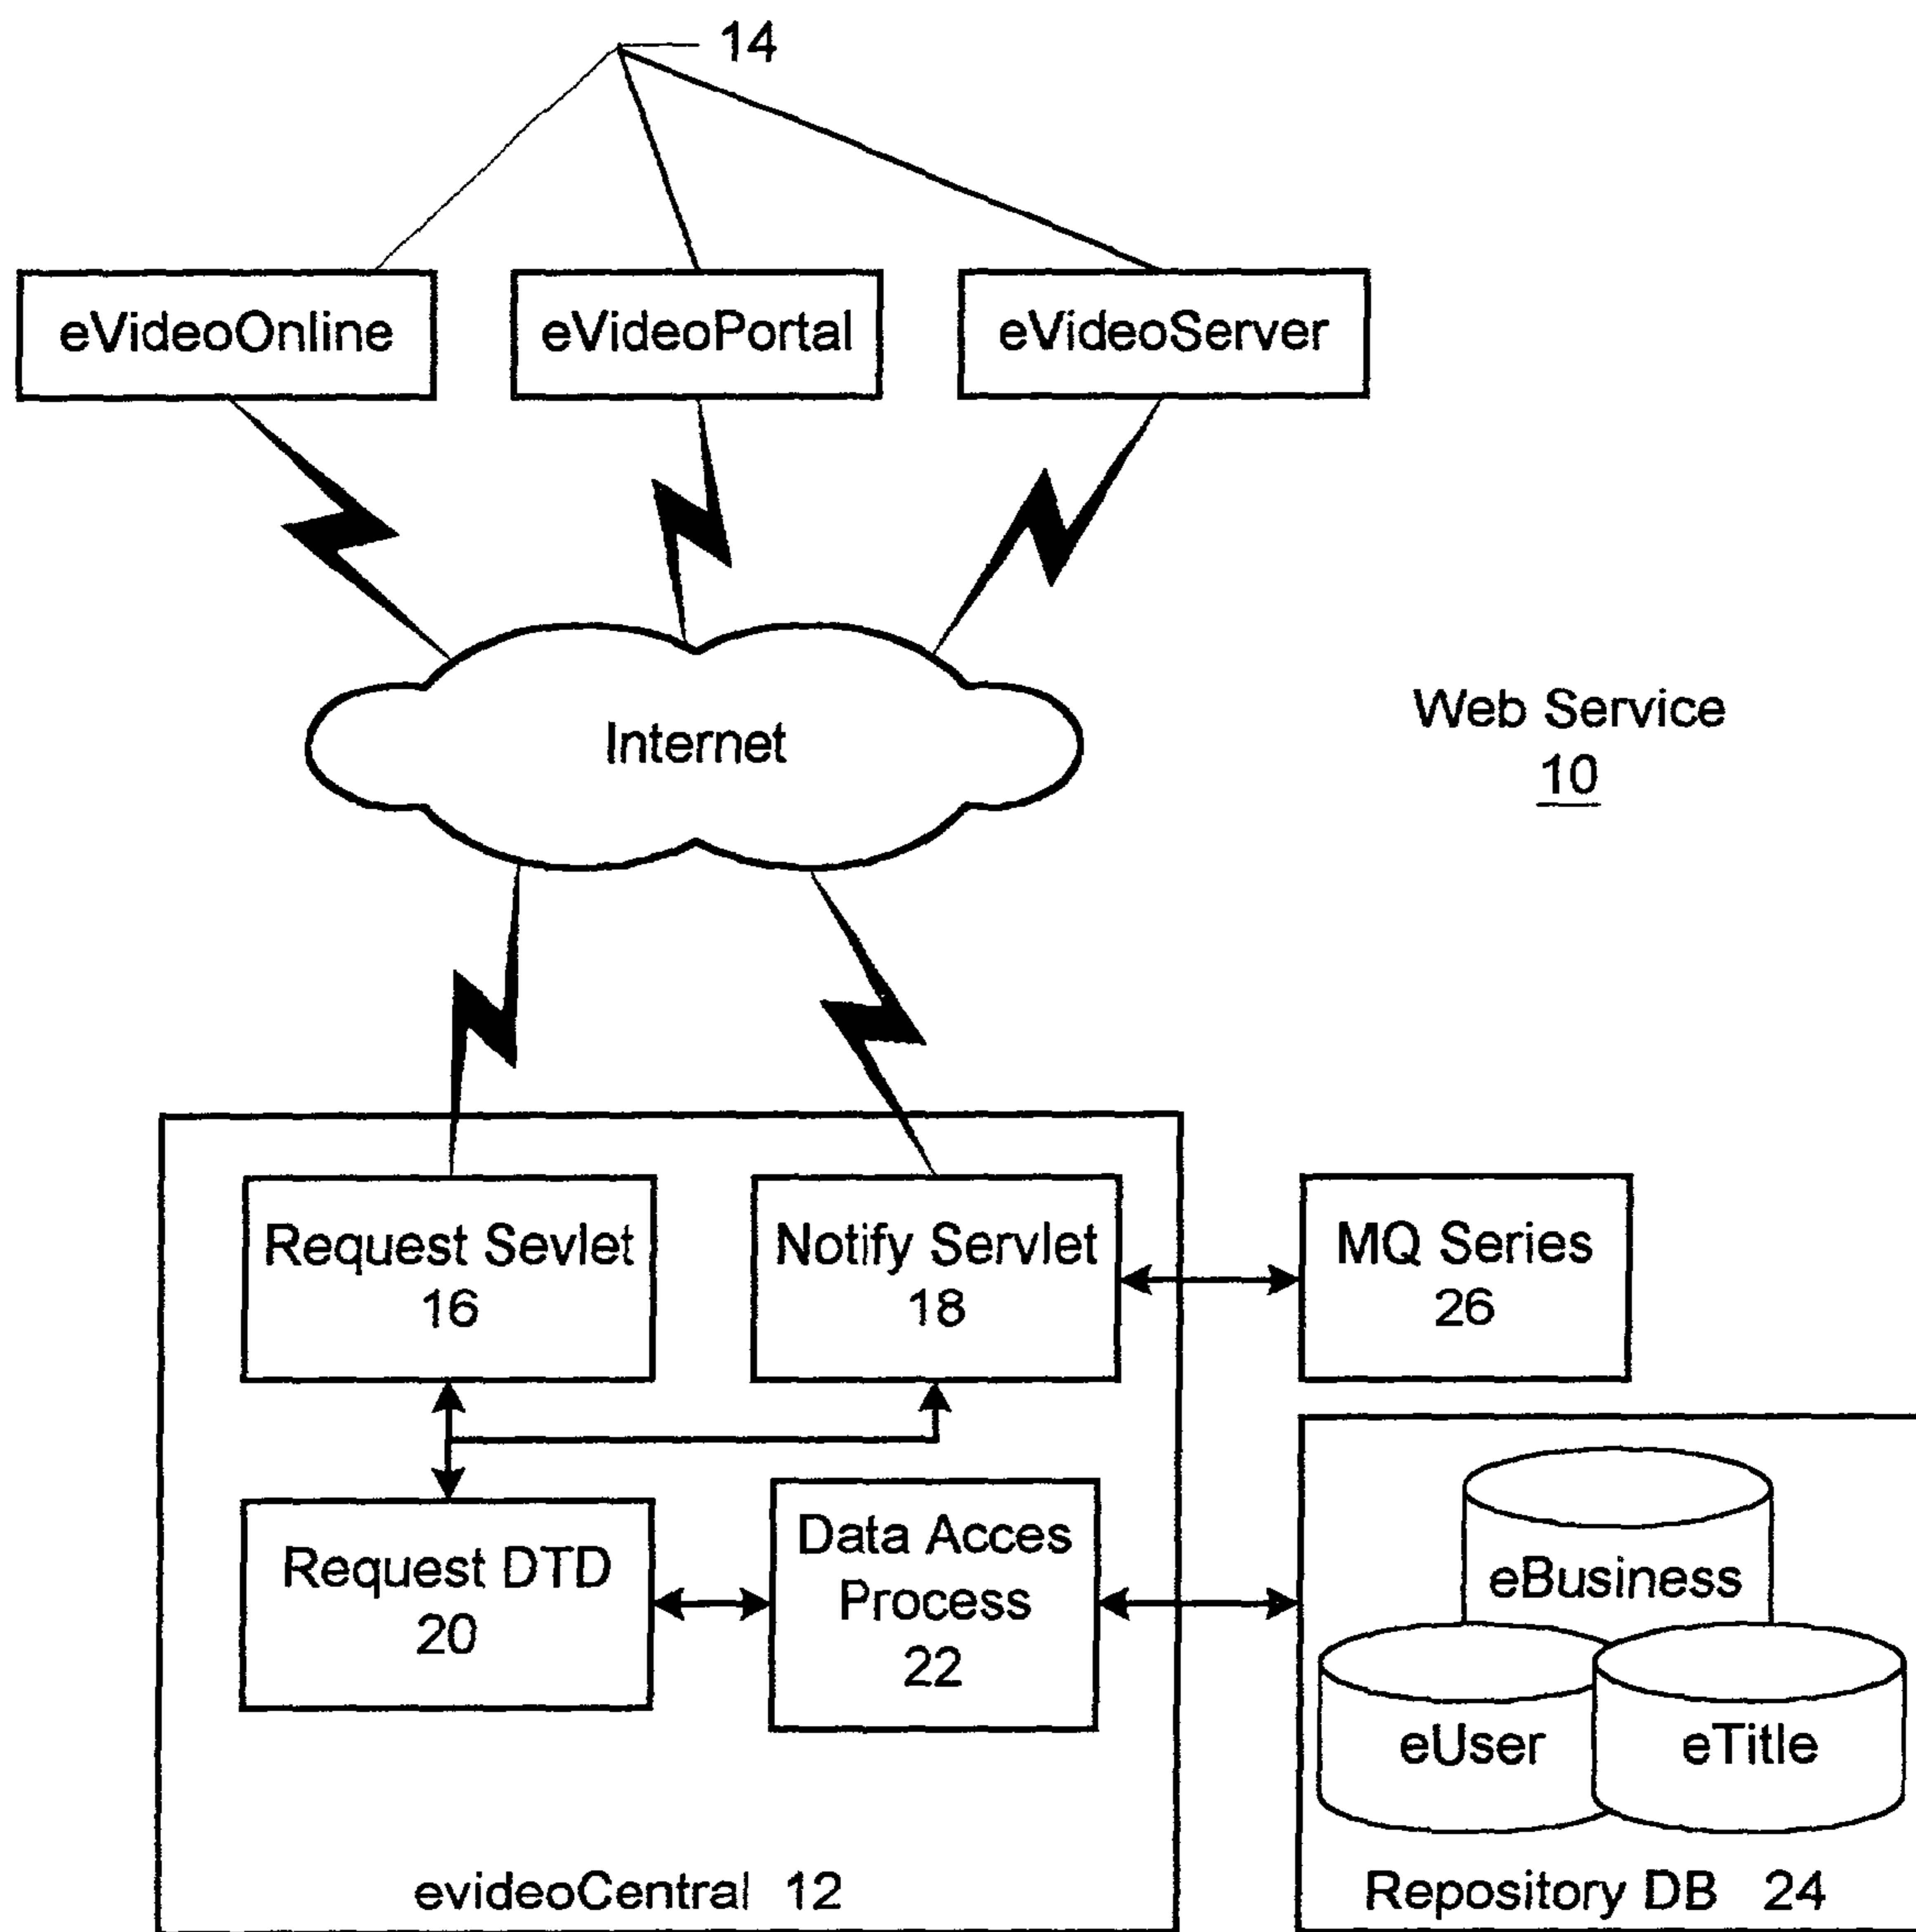 14
eVideoOnline
eVideoPortal
eVideoServer
Internet
Web Service
10
Request Sevlet
16
Notify Servlet
18
MQ Series
26
Request DTD
20
Data Acces
Process
22
eBusiness
eUser
eTitle
evideoCentral 12
Repository DB 24